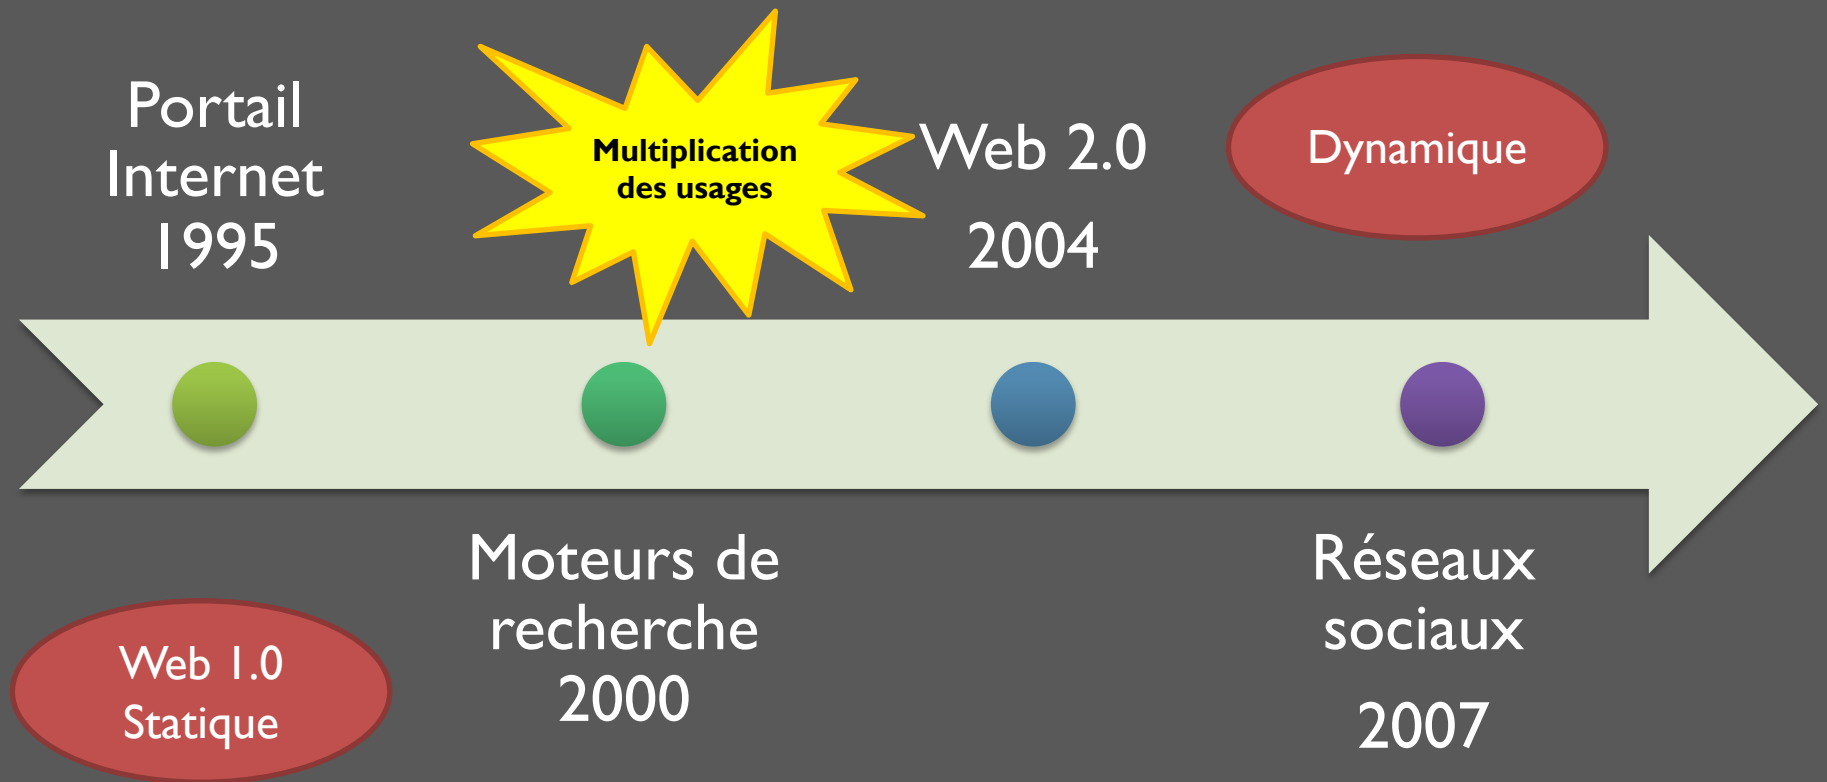 Portail
Internet
1995
Multiplication
des usages
Web 2.0
2004
Dynamique
Web 1.0
Statique
Moteurs de
recherche
2000
Réseaux
sociaux
2007